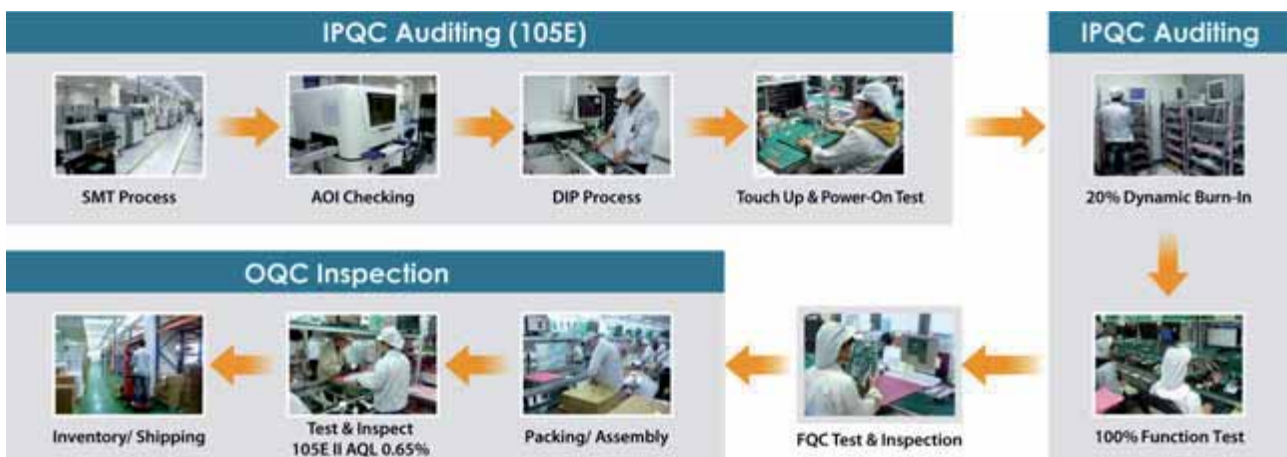 IPQC Auditing (105E)
IPQC Auditing
SMT Process
AOI Checking
DIP Process
Touch Up & Power-On Test
20% Dynamic Burn-In
100% Function Test
FQC Test & Inspection
OQC Inspection
Packing/ Assembly
Test & Inspect
105E II AQL 0.65%
Inventory/ Shipping